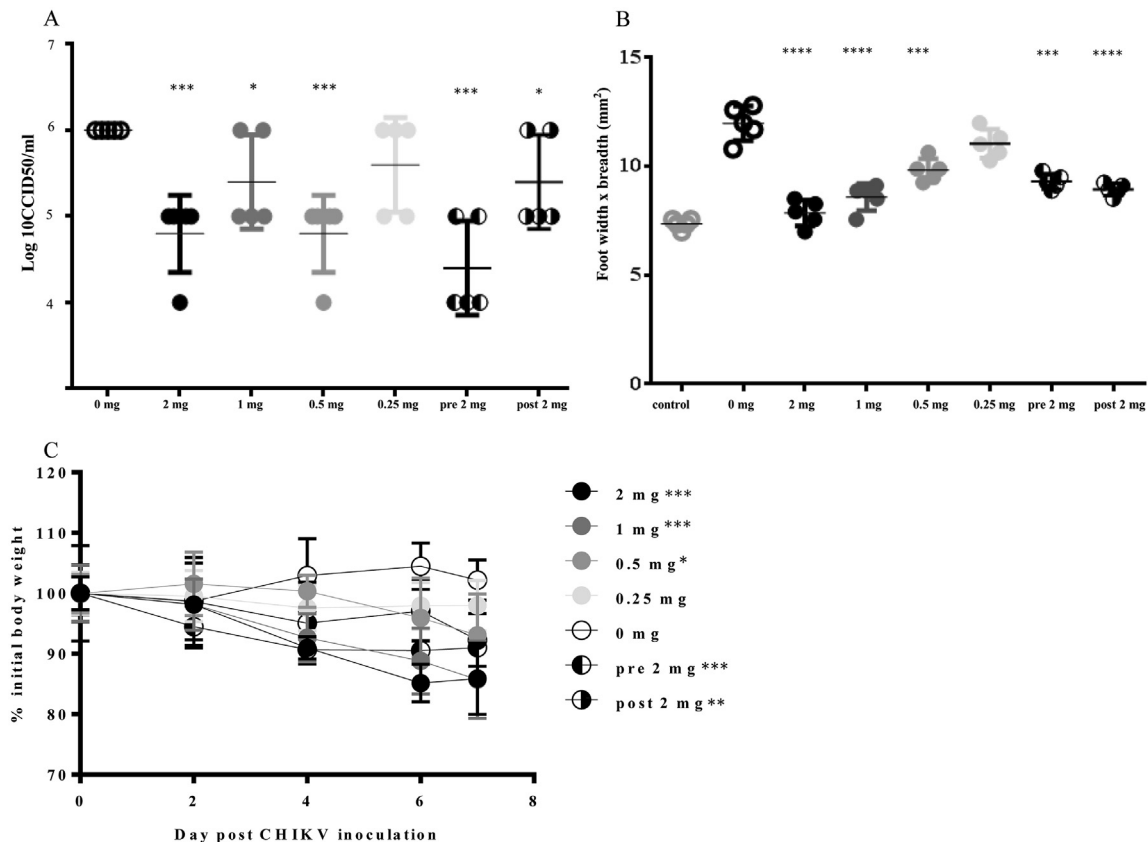 A
7
6
5
4
Log 10CCID50/ml
*** * *** *** *
0 mg 2 mg 1 mg 0.5 mg 0.25 mg pre 2 mg post 2 mg
B
15
10
5
0
Foot width x breadth (mm²)
**** **** *** *** ****
control 0 mg 2 mg 1 mg 0.5 mg 0.25 mg pre 2 mg post 2 mg
C
120
110
100
90
80
70
% initial body weight
0 2 4 6 8
Day post CHIKV inoculation
2 mg ***
1 mg ***
0.5 mg *
0.25 mg
0 mg
pre 2 mg ***
post 2 mg **